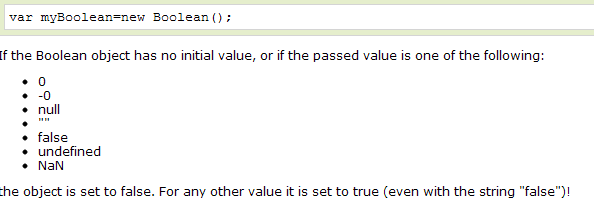 var myBoolean=new Boolean();
If the Boolean object has no initial value, or if the passed value is one of the following:
• 0
• -0
• null
• ""
• false
• undefined
• NaN
the object is set to false. For any other value it is set to true (even with the string "false")!